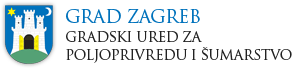 GRAD ZAGREB
GRADSKI URED ZA
POLJOPRIVREDU I ŠUMARSTVO